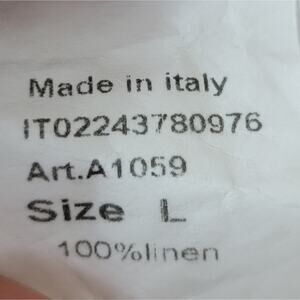 Made in italy
IT02243780976
Art.A1059
Size L
100%linen